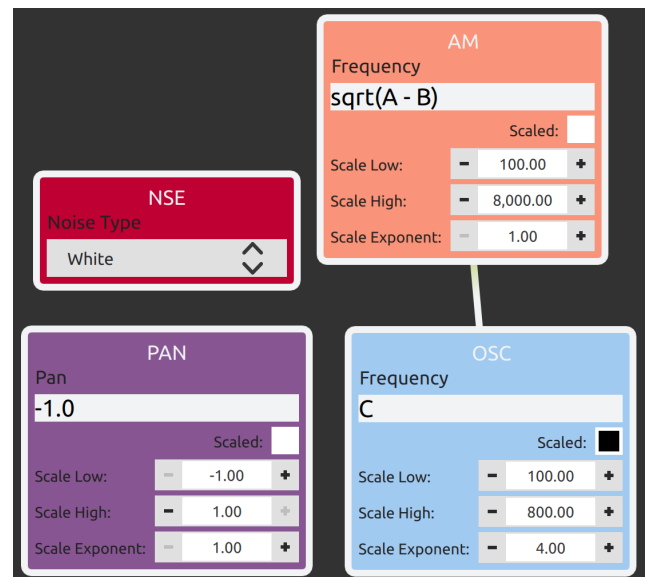 AM
Frequency
sqrt(A - B)
Scaled:
Scale Low: - 100.00 +
Scale High: - 8,000.00 +
Scale Exponent: - 1.00 +
NSE
Noise Type
White
PAN
Pan
-1.0
Scaled:
Scale Low: - -1.00 +
Scale High: - 1.00 +
Scale Exponent: - 1.00 +
OSC
Frequency
C
Scaled:
Scale Low: - 100.00 +
Scale High: - 800.00 +
Scale Exponent: - 4.00 +